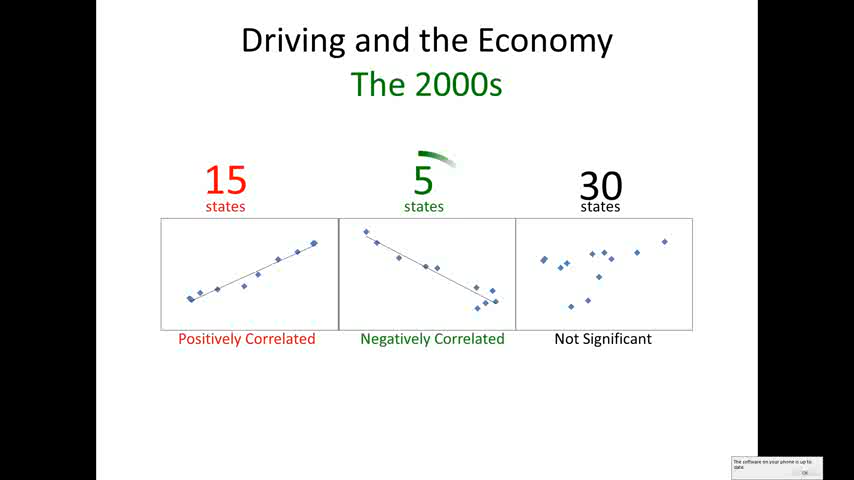 Driving and the Economy
The 2000s
15
states
5
states
30
states
Positively Correlated
Negatively Correlated
Not Significant
The software on your phone is up to
date
OK